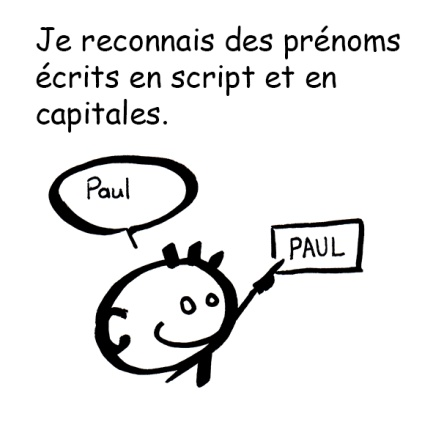 Je reconnais des prénoms
écrits en script et en
capitales.
Paul
PAUL